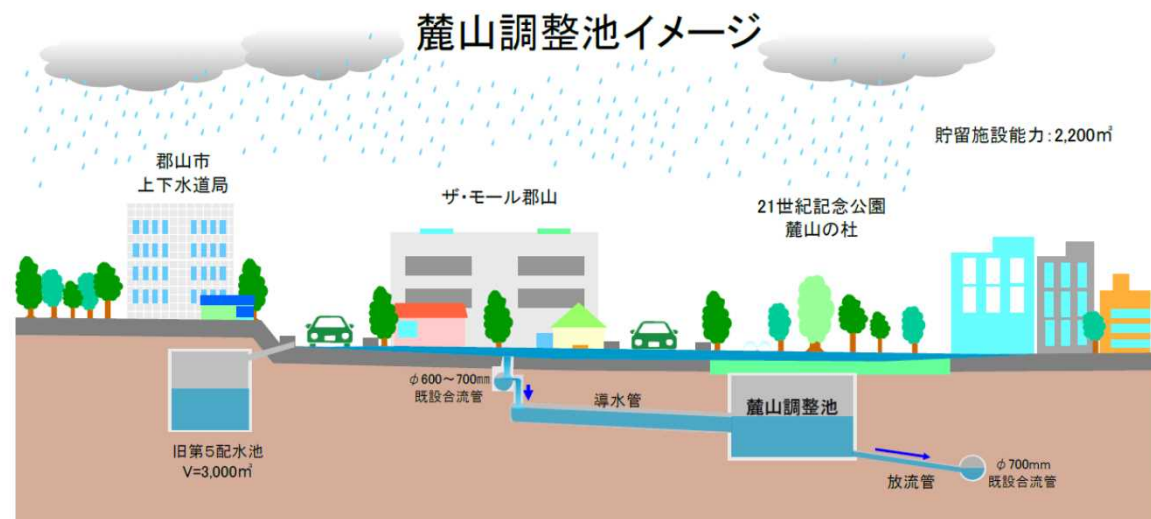 麓山調整池イメージ
貯留施設能力：2,200㎥
郡山市
上下水道局
ザ・モール郡山
21世紀記念公園
麓山の杜
φ600～700㎜
既設合流管
導水管
麓山調整池
旧第5配水池
V=3,000㎥
放流管
φ700mm
既設合流管